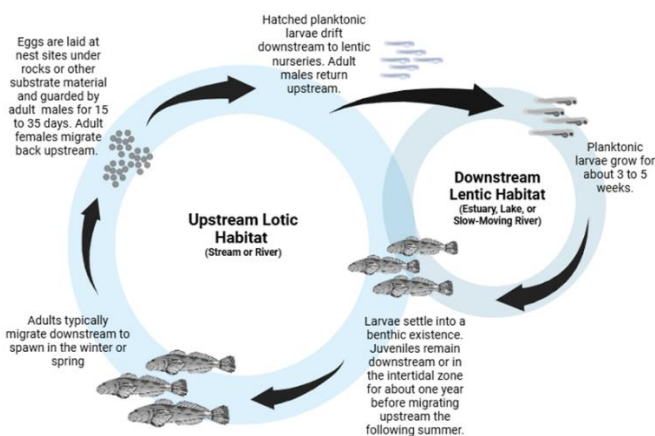 Hatched planktonic
larvae drift
downstream to lentic
nurseries. Adult
males return
upstream.
Eggs are laid at
nest sites under
rocks or other
substrate material
and guarded by
adult males for 15
to 35 days. Adult
females migrate
back upstream.
Planktonic
larvae grow for
about 3 to 5
weeks.
Downstream
Lentic Habitat
(Estuary, Lake, or
Slow-Moving River)
Upstream Lotic
Habitat
(Stream or River)
Adults typically
migrate downstream to
spawn in the winter or
spring
Larvae settle into a
benthic existence.
Juveniles remain
downstream or in
the intertidal zone
for about one year
before migrating
upstream the
following summer.